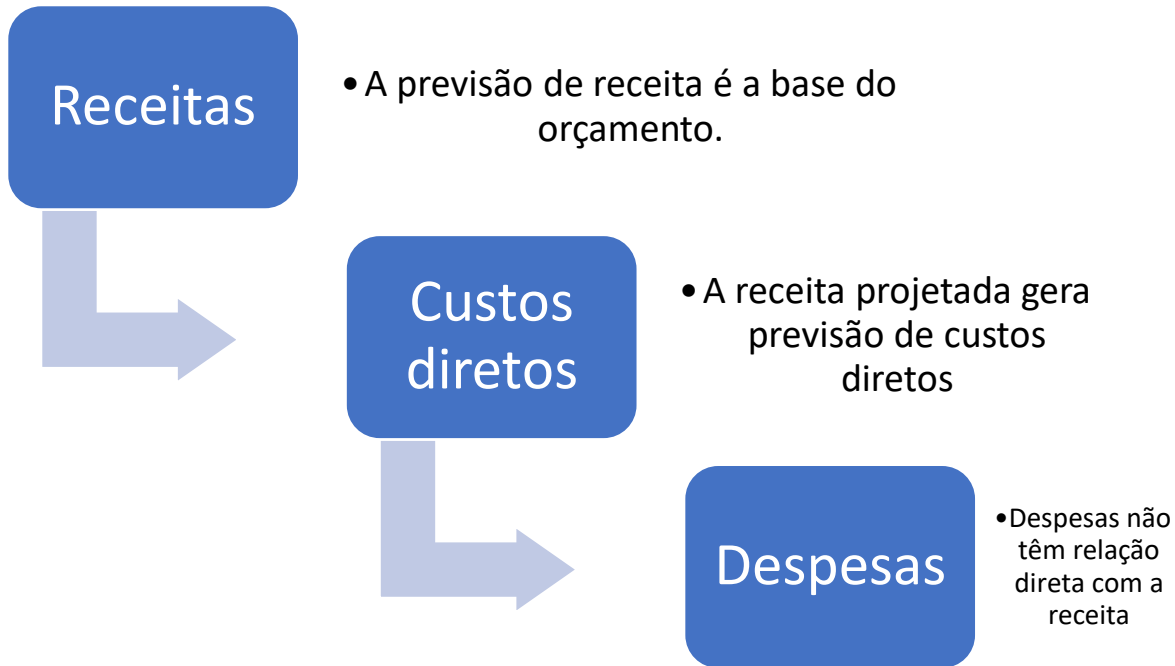 Receitas
• A previsão de receita é a base do
orçamento.
Custos
diretos
• A receita projetada gera
previsão de custos
diretos
Despesas
•Despesas não
têm relação
direta com a
receita